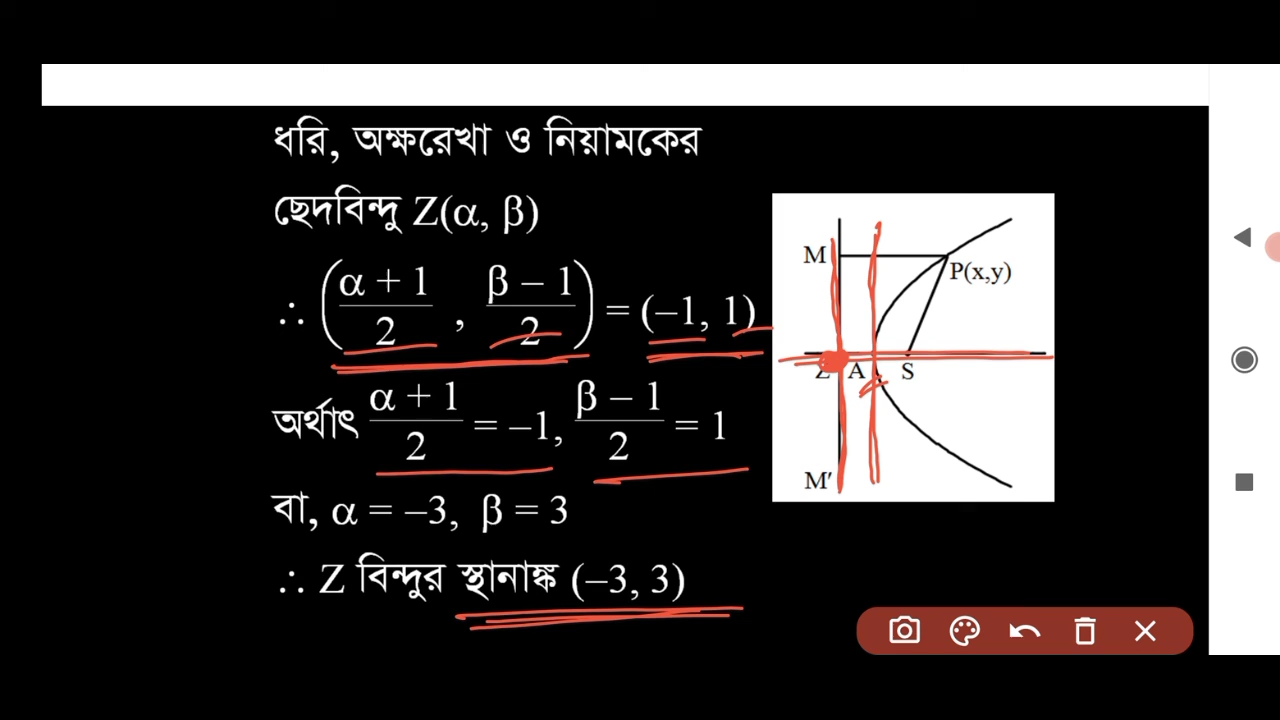 ধরি, অক্ষরেখা ও নিয়ামকের
ছেদবিন্দু Z(α, β)
∴ (α + 1/2 , β – 1/2) = (–1, 1)
অর্থাৎ α + 1/2 = –1, β – 1/2 = 1
বা, α = –3, β = 3
∴ Z বিন্দুর স্থানাঙ্ক (–3, 3)
M
P(x,y)
Z A S
M′